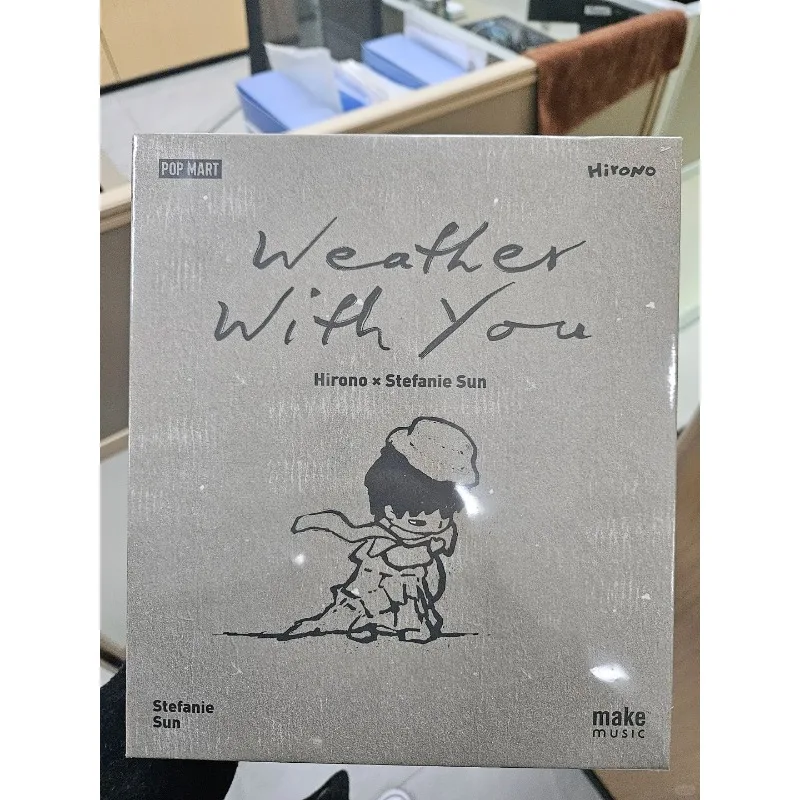 POP MART
Hirono
Weather
With You
Hirono × Stefanie Sun
Stefanie
Sun
make
MUSIC